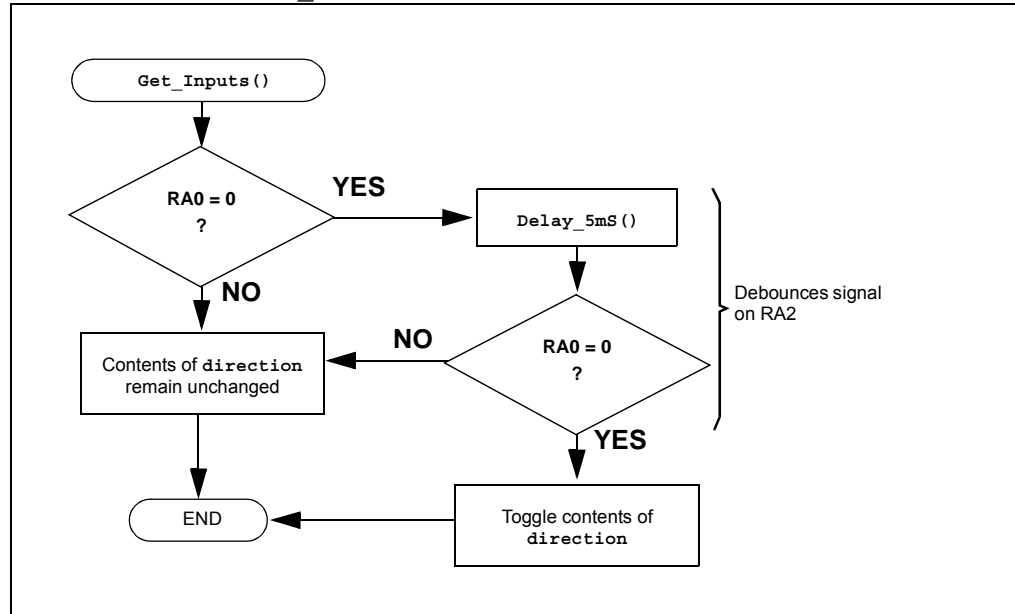 Get_Inputs()
RA0 = 0
?
YES
Delay_5mS()
NO
Contents of direction
remain unchanged
RA0 = 0
?
NO
YES
Debounces signal
on RA2
Toggle contents of
direction
END